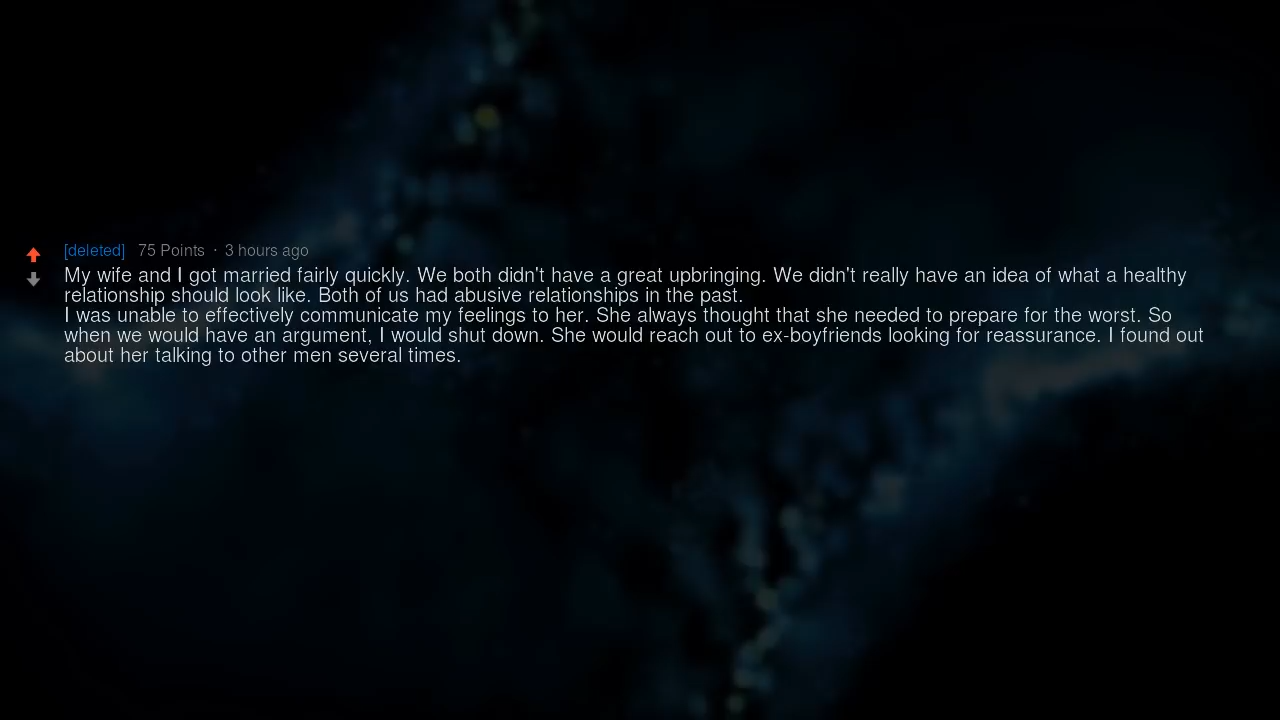 [deleted] 75 Points · 3 hours ago
My wife and I got married fairly quickly. We both didn't have a great upbringing. We didn't really have an idea of what a healthy
relationship should look like. Both of us had abusive relationships in the past.
I was unable to effectively communicate my feelings to her. She always thought that she needed to prepare for the worst. So
when we would have an argument, I would shut down. She would reach out to ex-boyfriends looking for reassurance. I found out
about her talking to other men several times.